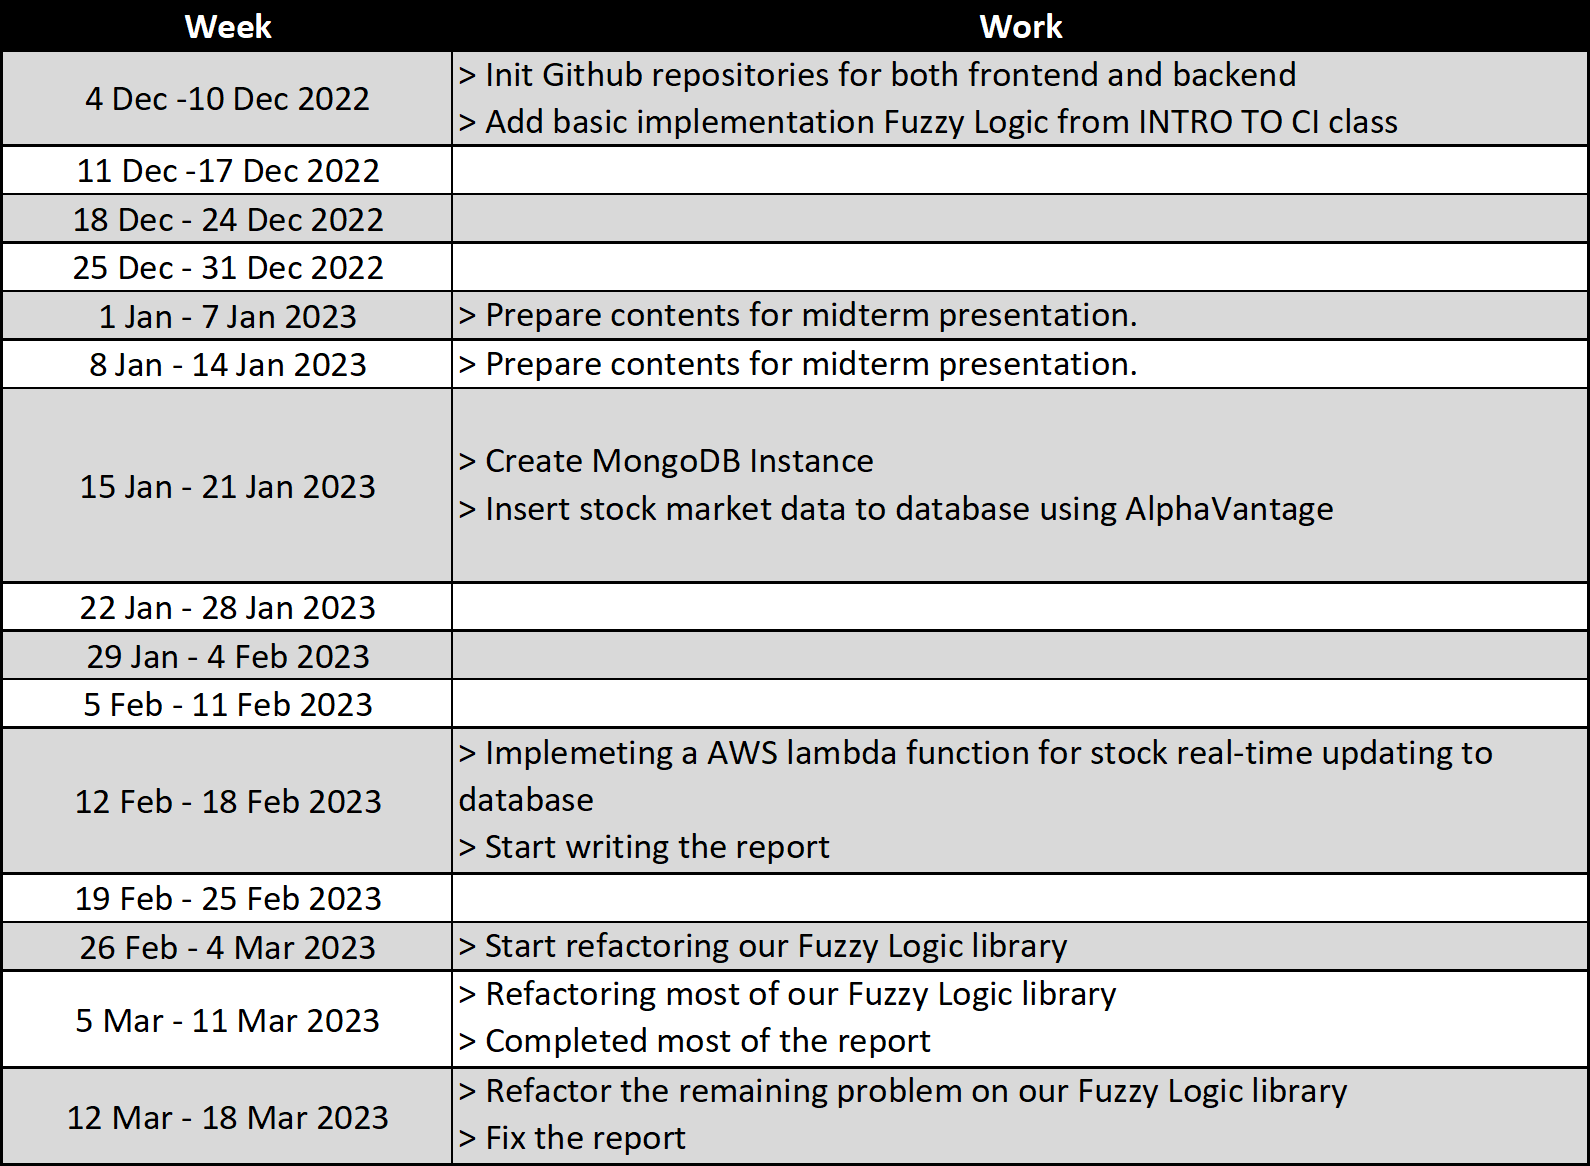 Week Work
4 Dec -10 Dec 2022
> Init Github repositories for both frontend and backend
> Add basic implementation Fuzzy Logic from INTRO TO CI class
11 Dec -17 Dec 2022
18 Dec - 24 Dec 2022
25 Dec - 31 Dec 2022
1 Jan - 7 Jan 2023
> Prepare contents for midterm presentation.
8 Jan - 14 Jan 2023
> Prepare contents for midterm presentation.
15 Jan - 21 Jan 2023
> Create MongoDB Instance
> Insert stock market data to database using AlphaVantage
22 Jan - 28 Jan 2023
29 Jan - 4 Feb 2023
5 Feb - 11 Feb 2023
12 Feb - 18 Feb 2023
> Implemeting a AWS lambda function for stock real-time updating to
database
> Start writing the report
19 Feb - 25 Feb 2023
26 Feb - 4 Mar 2023
> Start refactoring our Fuzzy Logic library
5 Mar - 11 Mar 2023
> Refactoring most of our Fuzzy Logic library
> Completed most of the report
12 Mar - 18 Mar 2023
> Refactor the remaining problem on our Fuzzy Logic library
> Fix the report